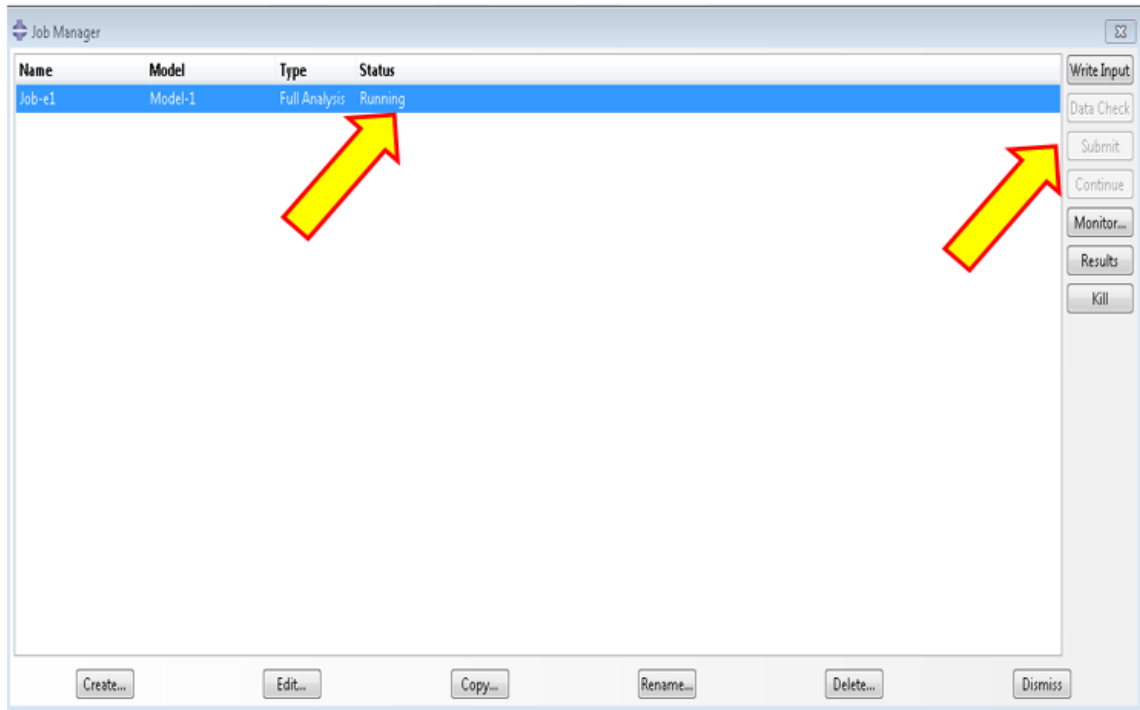 Job Manager
Name Model Type Status
Job-e1 Model-1 Full Analysis Running
Write Input
Data Check
Submit
Continue
Monitor...
Results
Kill
Create... Edit... Copy... Rename... Delete... Dismiss